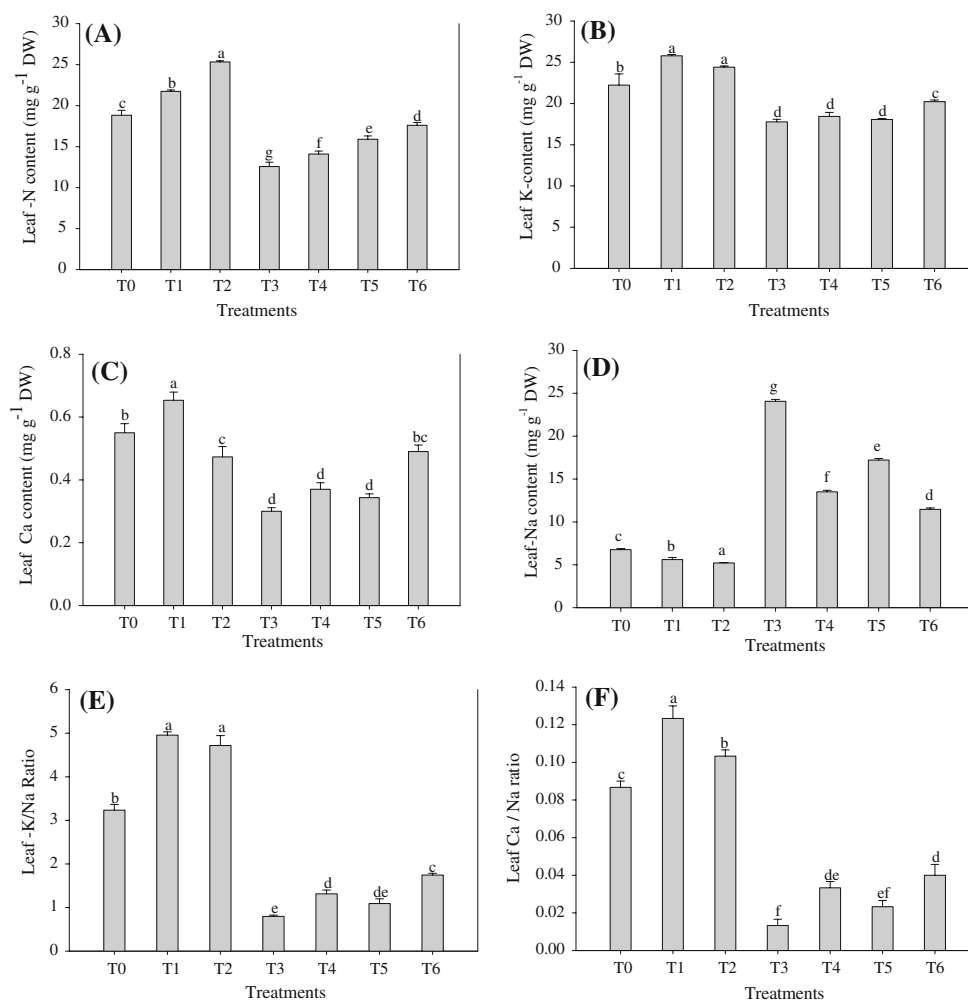 (A)
Leaf -N content (mg g-1 DW)
30
25
20
15
10
5
0
c
b
a
g
f
e
d
T0 T1 T2 T3 T4 T5 T6
Treatments
(B)
Leaf K-content (mg g-1 DW)
30
25
20
15
10
5
0
b
a
a
d
d
d
c
T0 T1 T2 T3 T4 T5 T6
Treatments
(C)
Leaf Ca content (mg g-1 DW)
0.8
0.6
0.4
0.2
0.0
b
a
c
d
d
d
bc
T0 T1 T2 T3 T4 T5 T6
Treatments
(D)
Leaf-Na content (mg g-1 DW)
30
25
20
15
10
5
0
c
b
a
g
f
e
d
T0 T1 T2 T3 T4 T5 T6
Treatments
(E)
Leaf -K/Na Ratio
6
5
4
3
2
1
0
b
a
a
e
d
de
c
T0 T1 T2 T3 T4 T5 T6
Treatments
(F)
Leaf Ca / Na ratio
0.14
0.12
0.10
0.08
0.06
0.04
0.02
0.00
c
a
b
f
de
ef
d
T0 T1 T2 T3 T4 T5 T6
Treatments